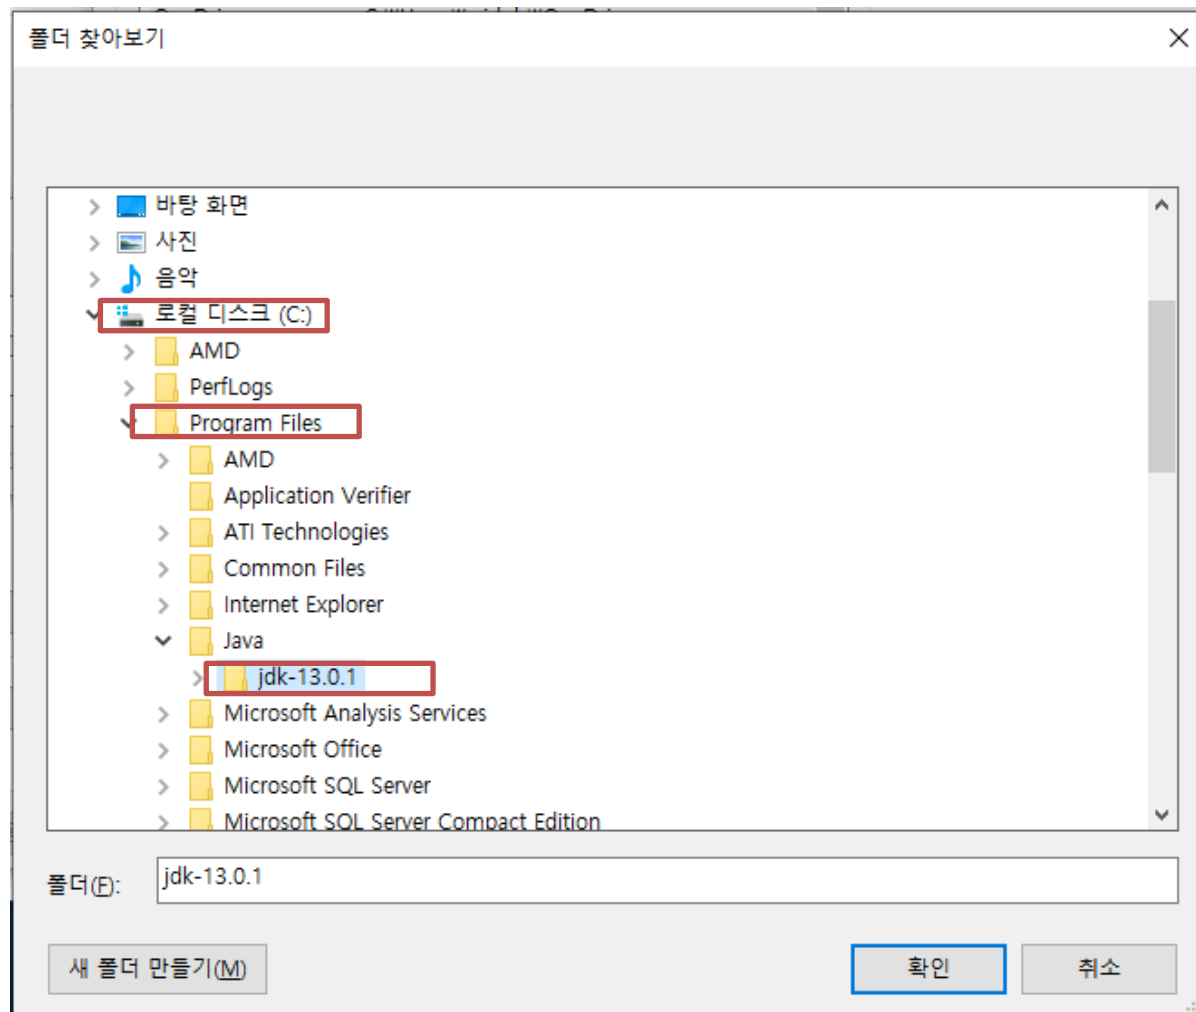 폴더 찾아보기
바탕 화면
사진
음악
로컬 디스크 (C:)
AMD
PerfLogs
Program Files
AMD
Application Verifier
ATI Technologies
Common Files
Internet Explorer
Java
jdk-13.0.1
Microsoft Analysis Services
Microsoft Office
Microsoft SQL Server
Microsoft SQL Server Compact Edition
폴더(F): jdk-13.0.1
새 폴더 만들기(M) 확인 취소